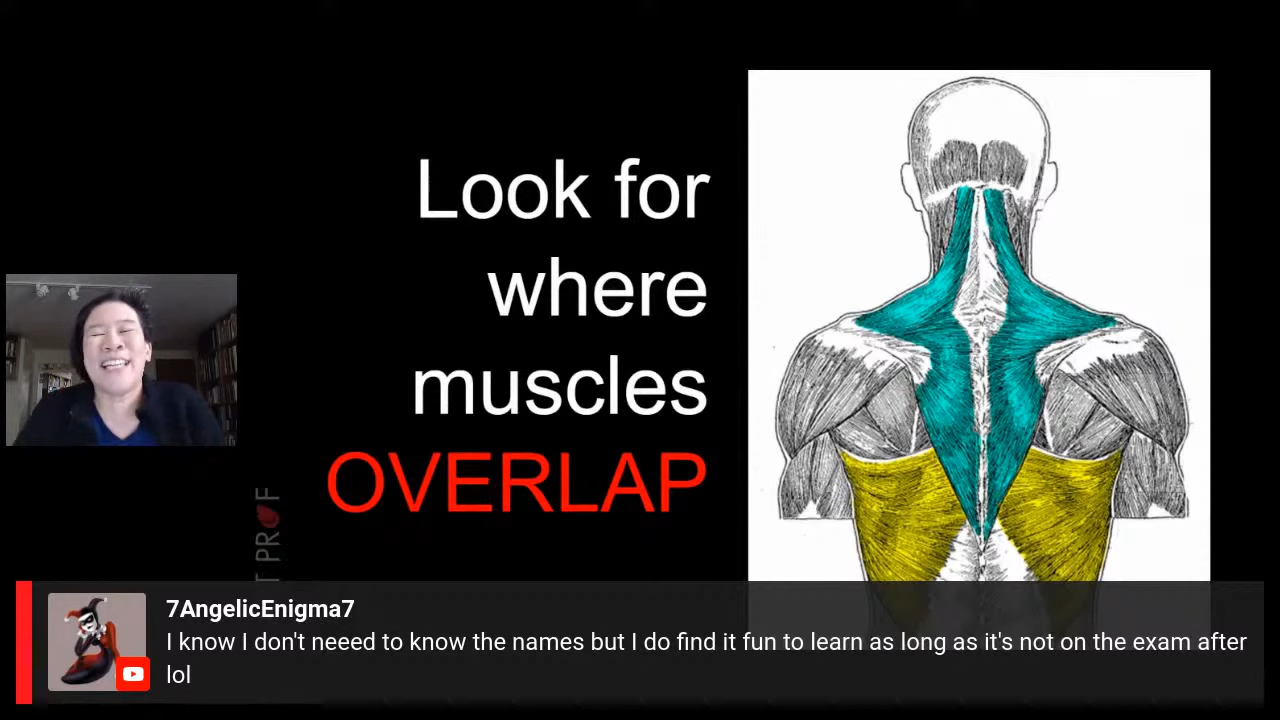 Look for
where
muscles
OVERLAP
T PR F
7AngelicEnigma7
I know I don't neeed to know the names but I do find it fun to learn as long as it's not on the exam after
lol